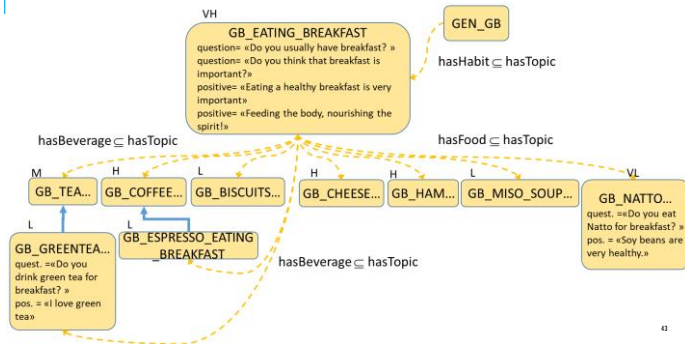 VH
GB_EATING_BREAKFAST
question= «Do you usually have breakfast? »
question= «Do you think that breakfast is
important?»
positive= «Eating a healthy breakfast is very
important»
positive= «Feeding the body, nourishing the
spirit!»
GEN_GB
hasHabit ⊆ hasTopic
hasBeverage ⊆ hasTopic
hasFood ⊆ hasTopic
M
GB_TEA...
H
GB_COFFEE...
L
GB_BISCUITS...
H
GB_CHEESE...
H
GB_HAM...
L
GB_MISO_SOUP...
VL
GB_NATTO...
quest. =«Do you eat
Natto for breakfast? »
pos. = «Soy beans are
very healthy.»
L
GB_GREENTEA...
quest. =«Do you
drink green tea for
breakfast? »
pos. = «I love green
tea»
L
GB_ESPRESSO_EATING
_BREAKFAST
hasBeverage ⊆ hasTopic
43